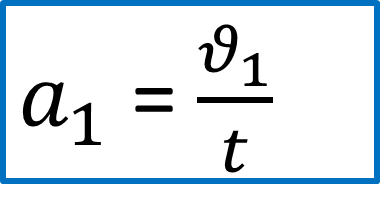 a₁ = ϑ₁ / t